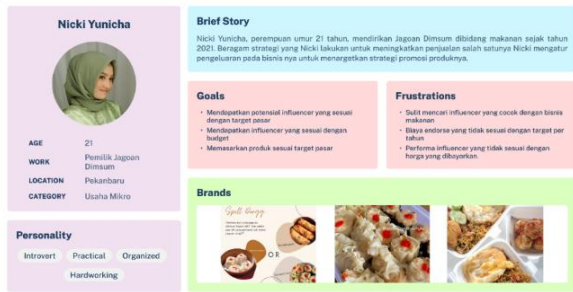 Nicki Yunicha
AGE 21
WORK Pemilik Jagoan
Dimsum
LOCATION Pekanbaru
CATEGORY Usaha Mikro
Personality
Introvert Practical Organized
Hardworking
Brief Story
Nicki Yunicha, perempuan umur 21 tahun, mendirikan Jagoan Dimsum dibidang makanan sejak tahun
2021. Beragam strategi yang Nicki lakukan untuk meningkatkan penjualan salah satunya Nicki mengatur
pengeluaran pada bisnis nya untuk menargetkan strategi promosi produknya.
Goals
• Mendapatkan potensial influencer yang sesuai
dengan target pasar
• Mendapatkan influencer yang sesuai dengan
budget
• Memasarkan produk sesuai target pasar
Frustrations
• Sulit mencari influencer yang cocok dengan bisnis
makanan
• Biaya endorse yang tidak sesuai dengan target per
tahun
• Performa influencer yang tidak sesuai dengan
harga yang dibayarkan.
Brands
OR